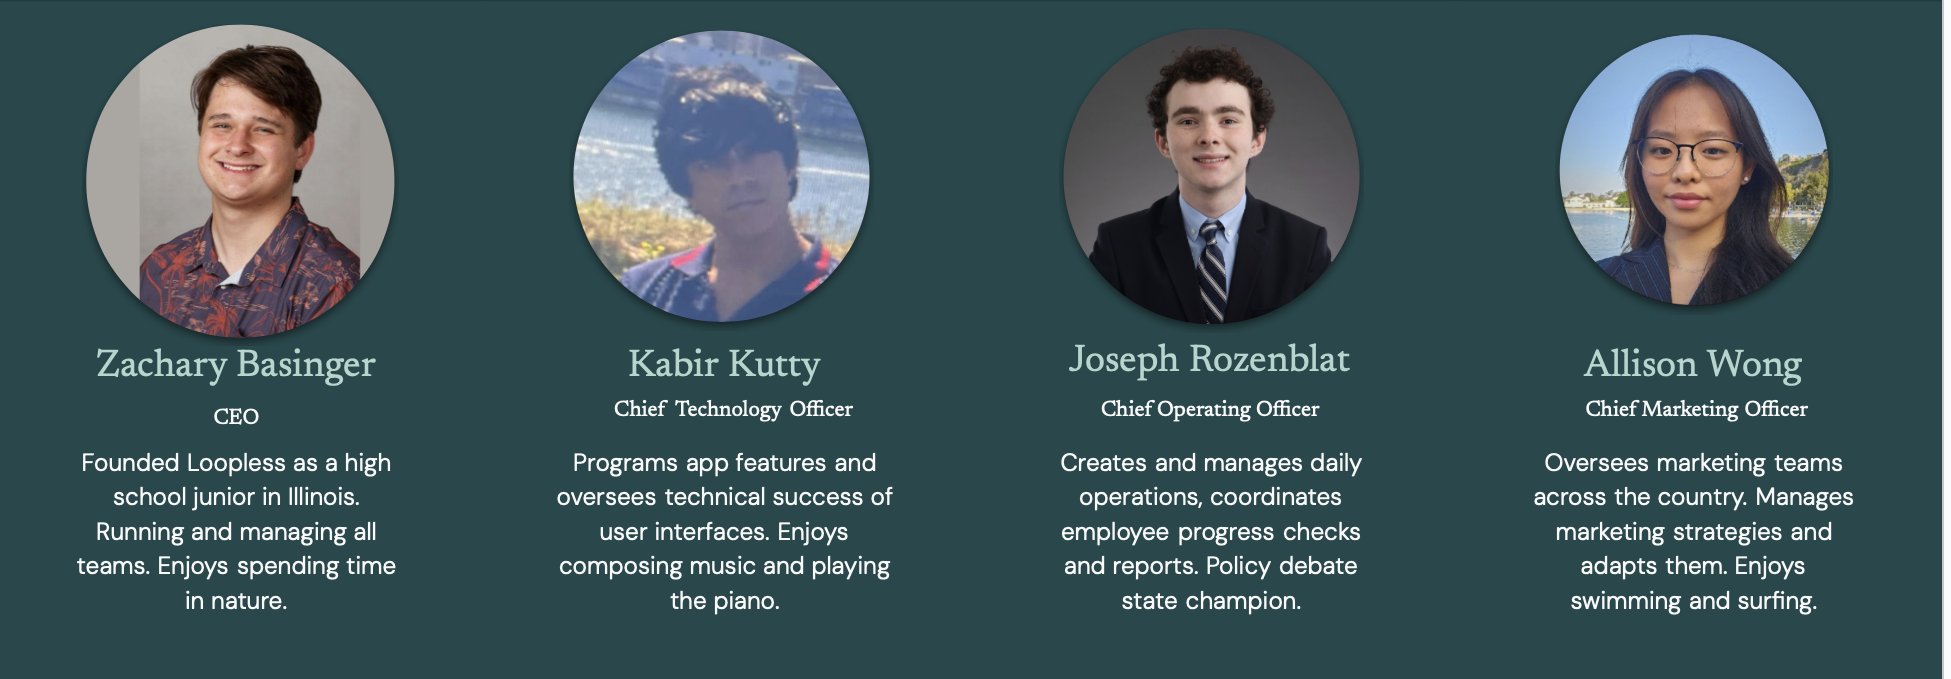 Zachary Basinger
CEO
Founded Loopless as a high
school junior in Illinois.
Running and managing all
teams. Enjoys spending time
in nature.
Kabir Kutty
Chief Technology Officer
Programs app features and
oversees technical success of
user interfaces. Enjoys
composing music and playing
the piano.
Joseph Rozenblat
Chief Operating Officer
Creates and manages daily
operations, coordinates
employee progress checks
and reports. Policy debate
state champion.
Allison Wong
Chief Marketing Officer
Oversees marketing teams
across the country. Manages
marketing strategies and
adapts them. Enjoys
swimming and surfing.